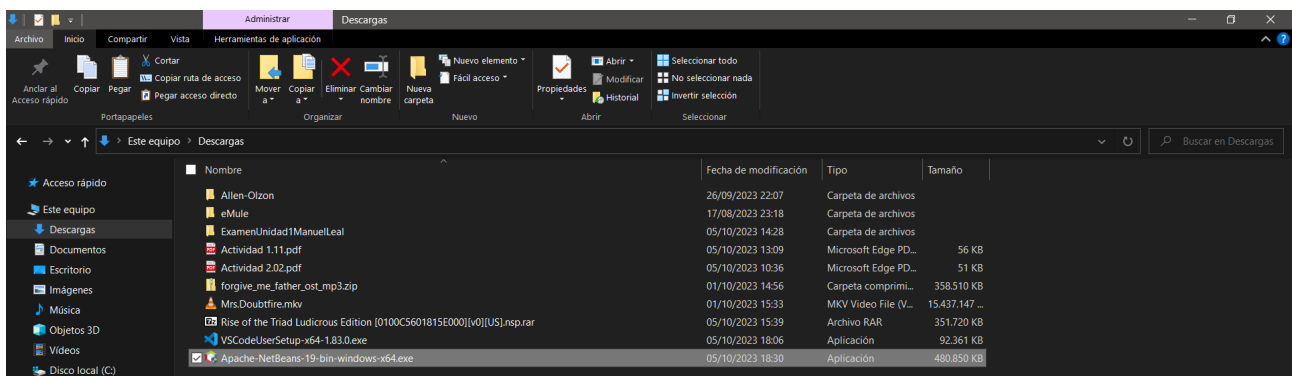 Administrar Descargas
Archivo Inicio Compartir Vista Herramientas de aplicación
Anclar al Acceso rápido
Copiar
Pegar
Cortar
Copiar ruta de acceso
Pegar acceso directo
Portapapeles
Mover a
Copiar a
Eliminar
Cambiar nombre
Organizar
Nueva carpeta
Nuevo elemento
Fácil acceso
Nuevo
Propiedades
Abrir
Modificar
Historial
Abrir
Seleccionar todo
No seleccionar nada
Invertir selección
Seleccionar
Este equipo > Descargas
Buscar en Descargas
Acceso rápido
Este equipo
Descargas
Documentos
Escritorio
Imágenes
Música
Objetos 3D
Vídeos
Disco local (C:)
Nombre Fecha de modificación Tipo Tamaño
Allen-Olzon 26/09/2023 22:07 Carpeta de archivos
eMule 17/08/2023 23:18 Carpeta de archivos
ExamenUnidad1ManuelLeal 05/10/2023 14:28 Carpeta de archivos
Actividad 1.11.pdf 05/10/2023 13:09 Microsoft Edge PD... 56 KB
Actividad 2.02.pdf 05/10/2023 10:36 Microsoft Edge PD... 51 KB
forgive_me_father_ost_mp3.zip 01/10/2023 14:56 Carpeta comprimi... 358.510 KB
Mrs.Doubtfire.mkv 01/10/2023 15:33 MKV Video File (V... 15.437.147 ...
Rise of the Triad Ludicrous Edition [0100C5601815E000][v0][US].nsp.rar 05/10/2023 15:39 Archivo RAR 351.720 KB
VSCodeUserSetup-x64-1.83.0.exe 05/10/2023 18:06 Aplicación 92.361 KB
Apache-NetBeans-19-bin-windows-x64.exe 05/10/2023 18:30 Aplicación 480.850 KB